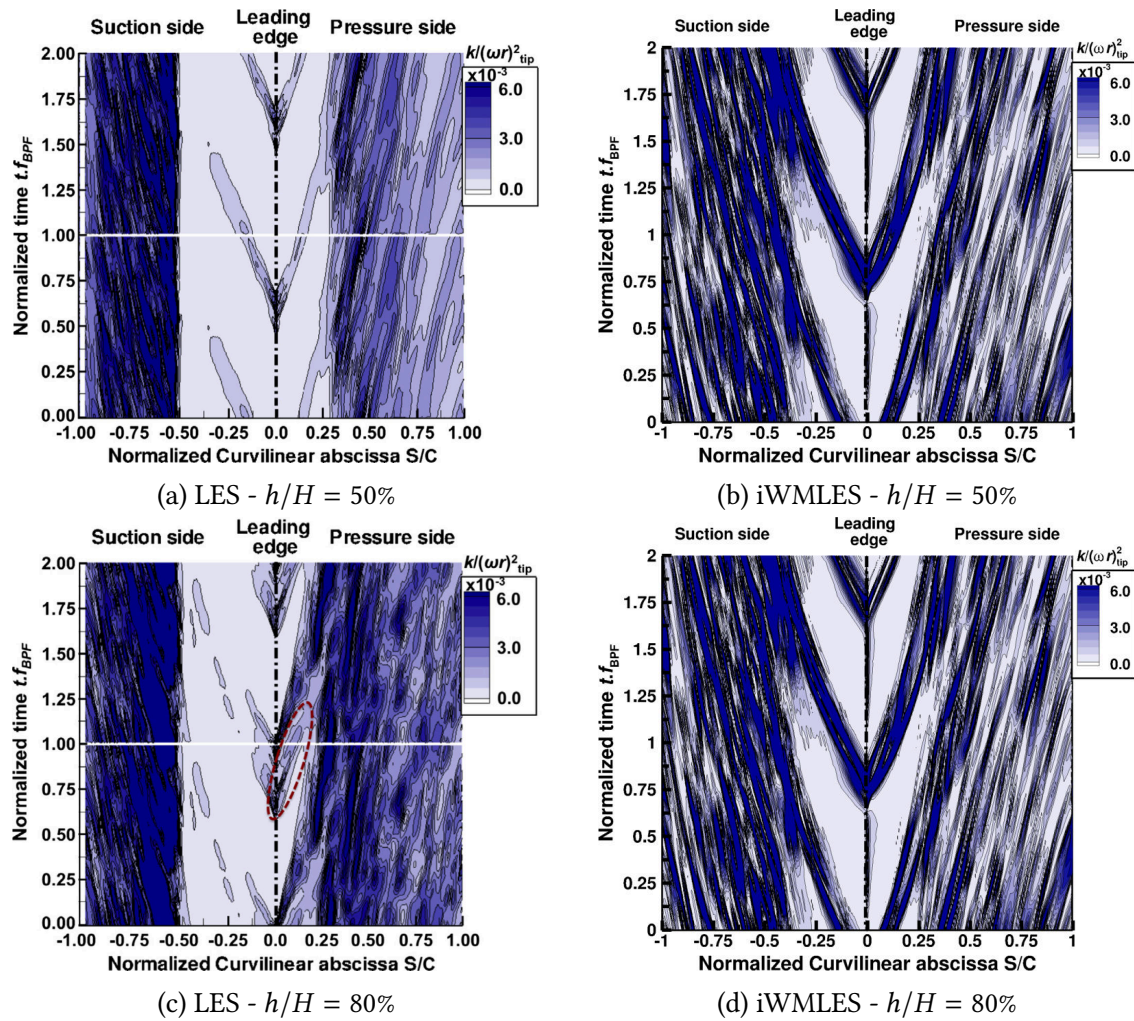 Suction side
Leading
edge
Pressure side
k/(ωr)²tip
x10⁻³
6.0
3.0
0.0
Normalized time t.fBPF
2.00
1.75
1.50
1.25
1.00
0.75
0.50
0.25
0.00
-1.00 -0.75 -0.50 -0.25 0.0 0.25 0.50 0.75 1.00
Normalized Curvilinear abscissa S/C
(a) LES - h/H = 50%
Suction side
Leading
edge
Pressure side
k/(ωr)²tip
x10⁻³
6.0
3.0
0.0
Normalized time t.fBPF
2
1.75
1.5
1.25
1
0.75
0.5
0.25
0
-1 -0.75 -0.5 -0.25 0 0.25 0.5 0.75 1
Normalized Curvilinear abscissa S/C
(b) iWMLES - h/H = 50%
Suction side
Leading
edge
Pressure side
k/(ωr)²tip
x10⁻³
6.0
3.0
0.0
Normalized time t.fBPF
2.00
1.75
1.50
1.25
1.00
0.75
0.50
0.25
0.00
-1.00 -0.75 -0.50 -0.25 0.0 0.25 0.50 0.75 1.00
Normalized Curvilinear abscissa S/C
(c) LES - h/H = 80%
Suction side
Leading
edge
Pressure side
k/(ωr)²tip
x10⁻³
6.0
3.0
0.0
Normalized time t.fBPF
2
1.75
1.5
1.25
1
0.75
0.5
0.25
0
-1 -0.75 -0.5 -0.25 0 0.25 0.5 0.75 1
Normalized Curvilinear abscissa S/C
(d) iWMLES - h/H = 80%